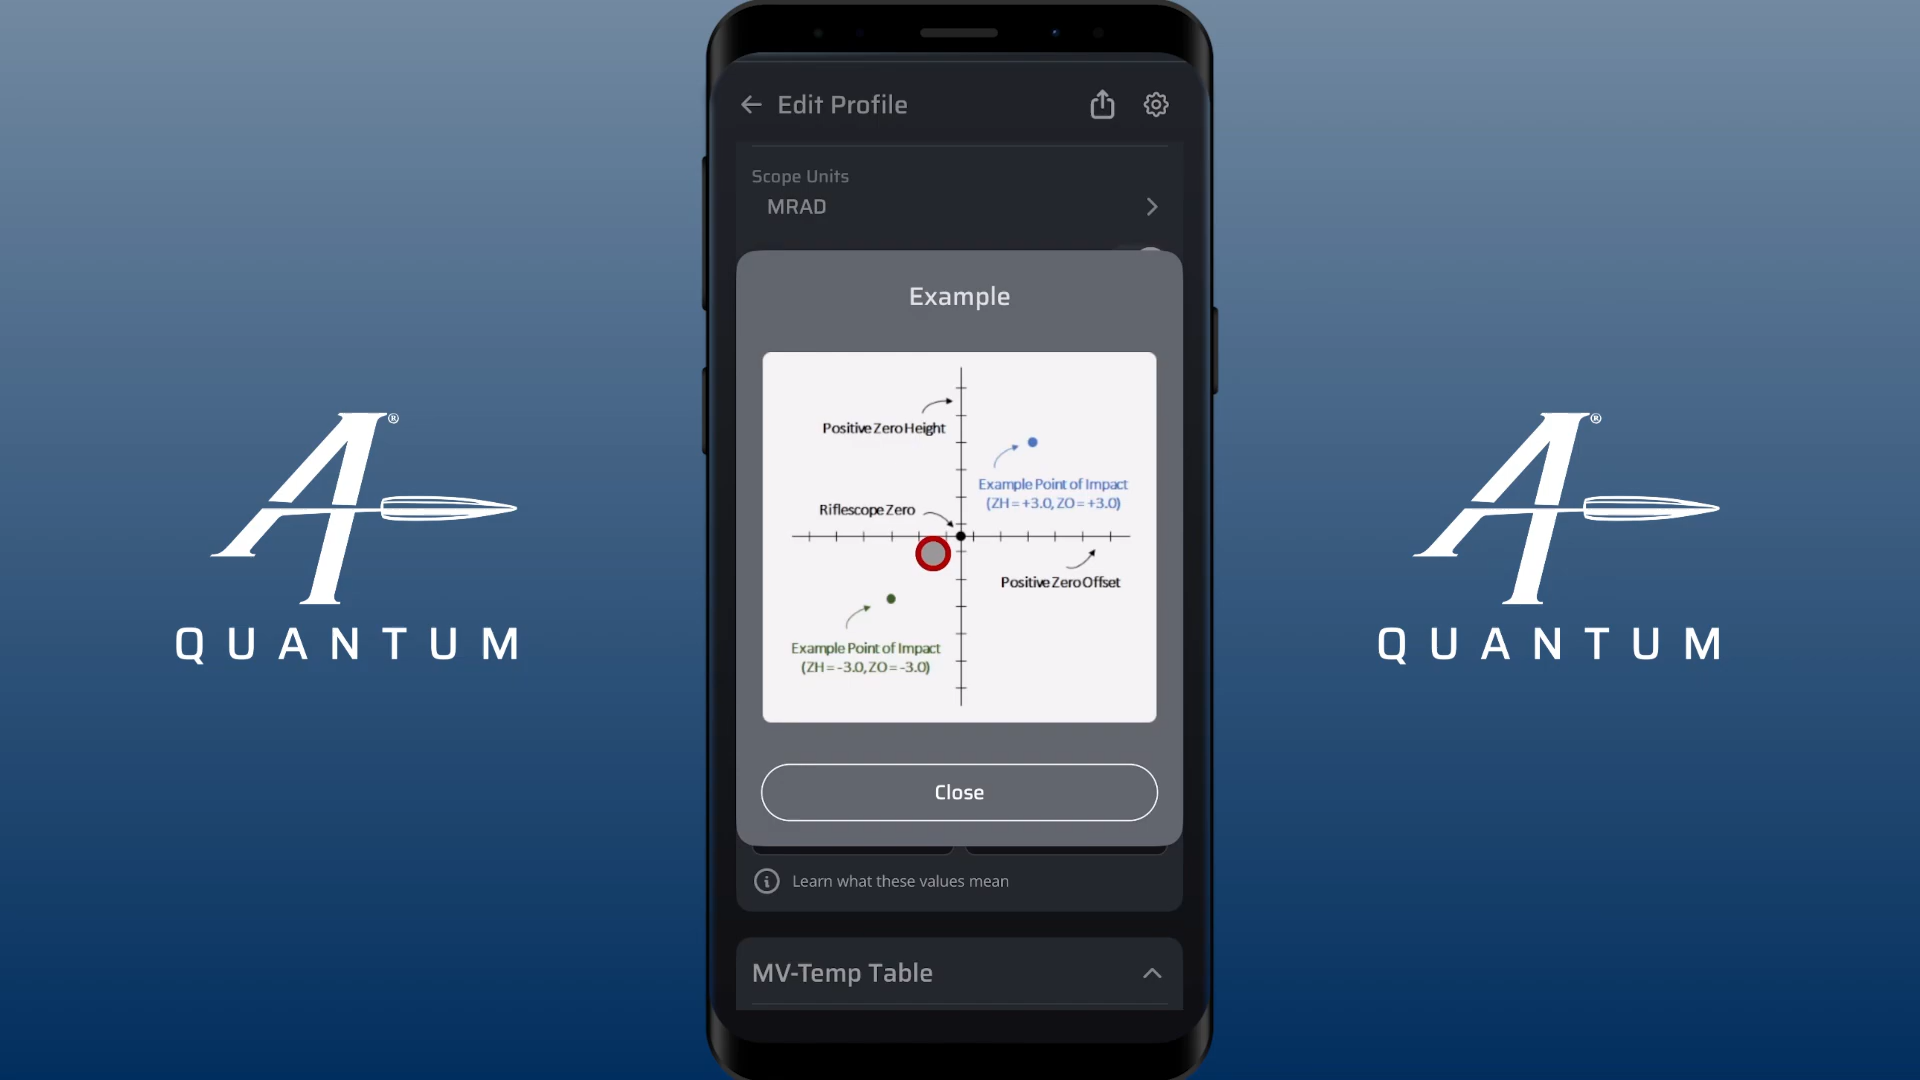 Edit Profile
Scope Units
MRAD
Example
Positive Zero Height
Example Point of Impact
(ZH = +3.0, ZO = +3.0)
Riflescope Zero
Positive Zero Offset
Example Point of Impact
(ZH = -3.0, ZO = -3.0)
Close
Learn what these values mean
MV-Temp Table
A®
QUANTUM
A®
QUANTUM